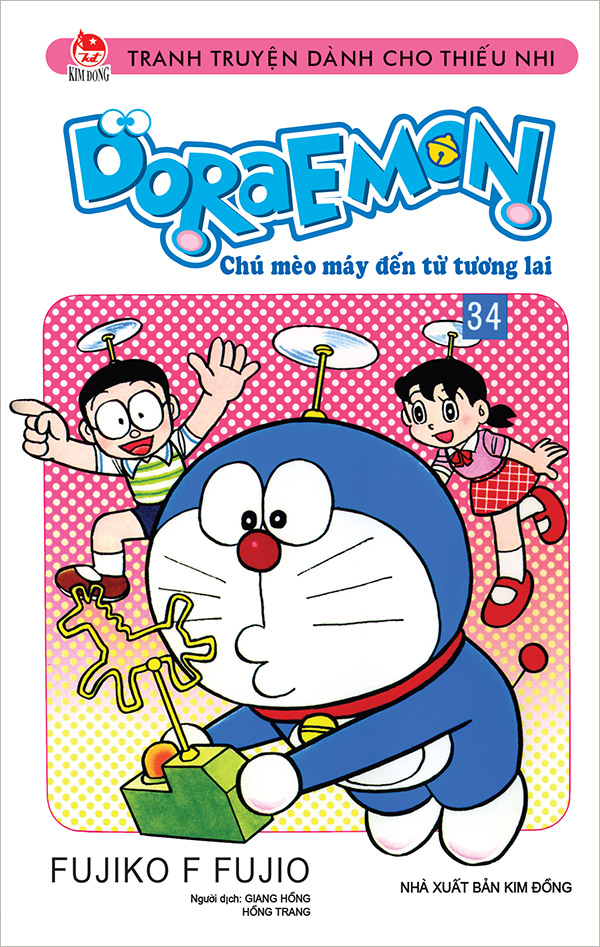 KIM ĐỒNG
TRANH TRUYỆN DÀNH CHO THIẾU NHI
DORAEMON
Chú mèo máy đến từ tương lai
34
FUJIKO F FUJIO
Người dịch: GIANG HỒNG
HỒNG TRANG
NHÀ XUẤT BẢN KIM ĐỒNG